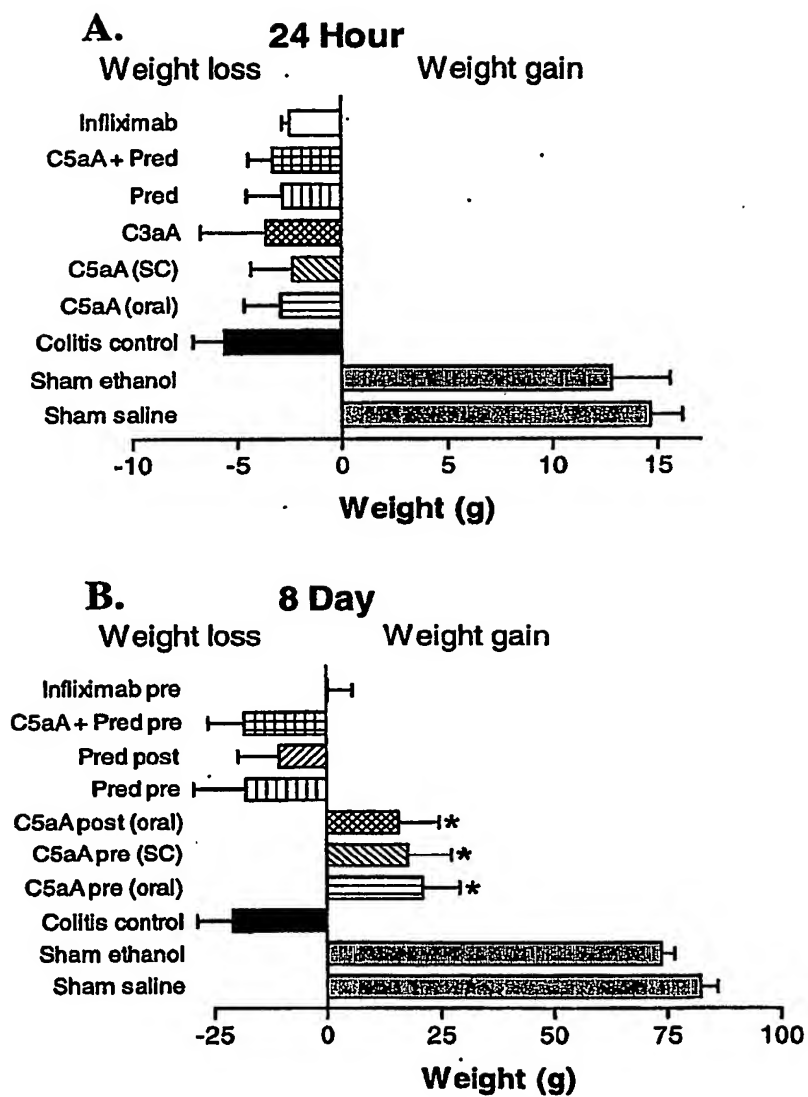 A.
24 Hour
Weight loss Weight gain
Infliximab
C5aA + Pred
Pred
C3aA
C5aA (SC)
C5aA (oral)
Colitis control
Sham ethanol
Sham saline
-10 -5 0 5 10 15
Weight (g)
B.
8 Day
Weight loss Weight gain
Infliximab pre
C5aA + Pred pre
Pred post
Pred pre
C5aA post (oral) *
C5aA pre (SC) *
C5aA pre (oral) *
Colitis control
Sham ethanol
Sham saline
-25 0 25 50 75 100
Weight (g)